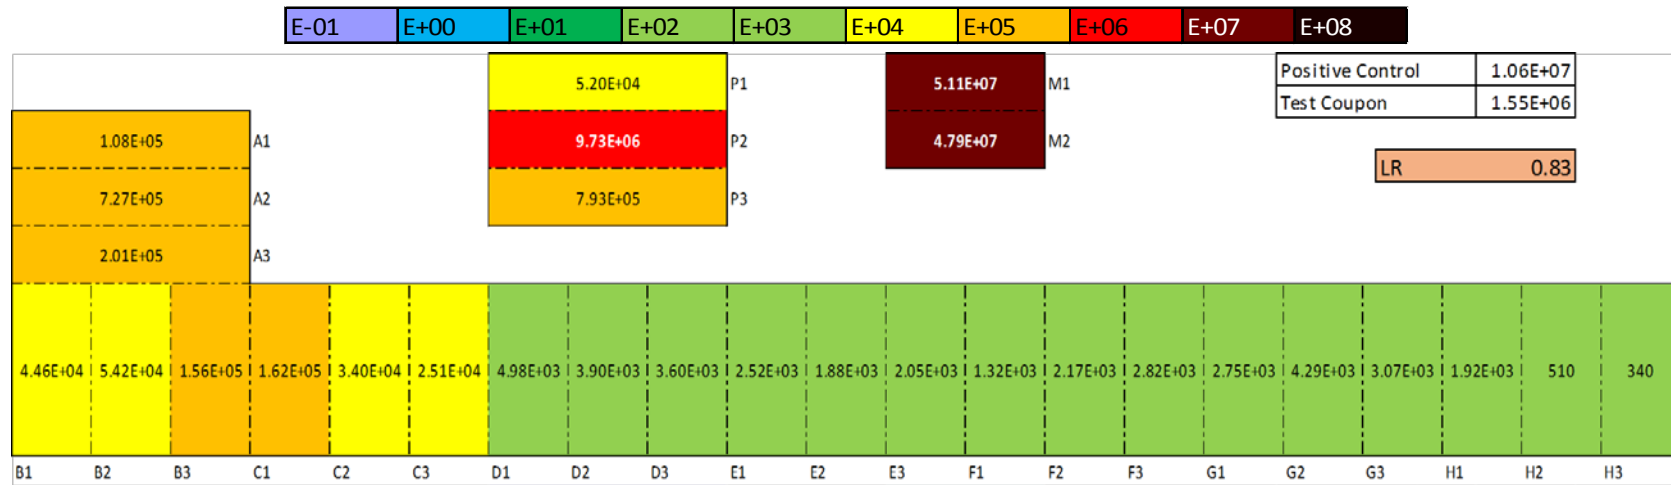 E-01 E+00 E+01 E+02 E+03 E+04 E+05 E+06 E+07 E+08
5.20E+04 P1 5.11E+07 M1 Positive Control 1.06E+07
Test Coupon 1.55E+06
1.08E+05 A1 9.73E+06 P2 4.79E+07 M2
LR 0.83
7.27E+05 A2 7.93E+05 P3
2.01E+05 A3
4.46E+04 5.42E+04 1.56E+05 1.62E+05 3.40E+04 2.51E+04 4.98E+03 3.90E+03 3.60E+03 2.52E+03 1.88E+03 2.05E+03 1.32E+03 2.17E+03 2.82E+03 2.75E+03 4.29E+03 3.07E+03 1.92E+03 510 340
B1 B2 B3 C1 C2 C3 D1 D2 D3 E1 E2 E3 F1 F2 F3 G1 G2 G3 H1 H2 H3